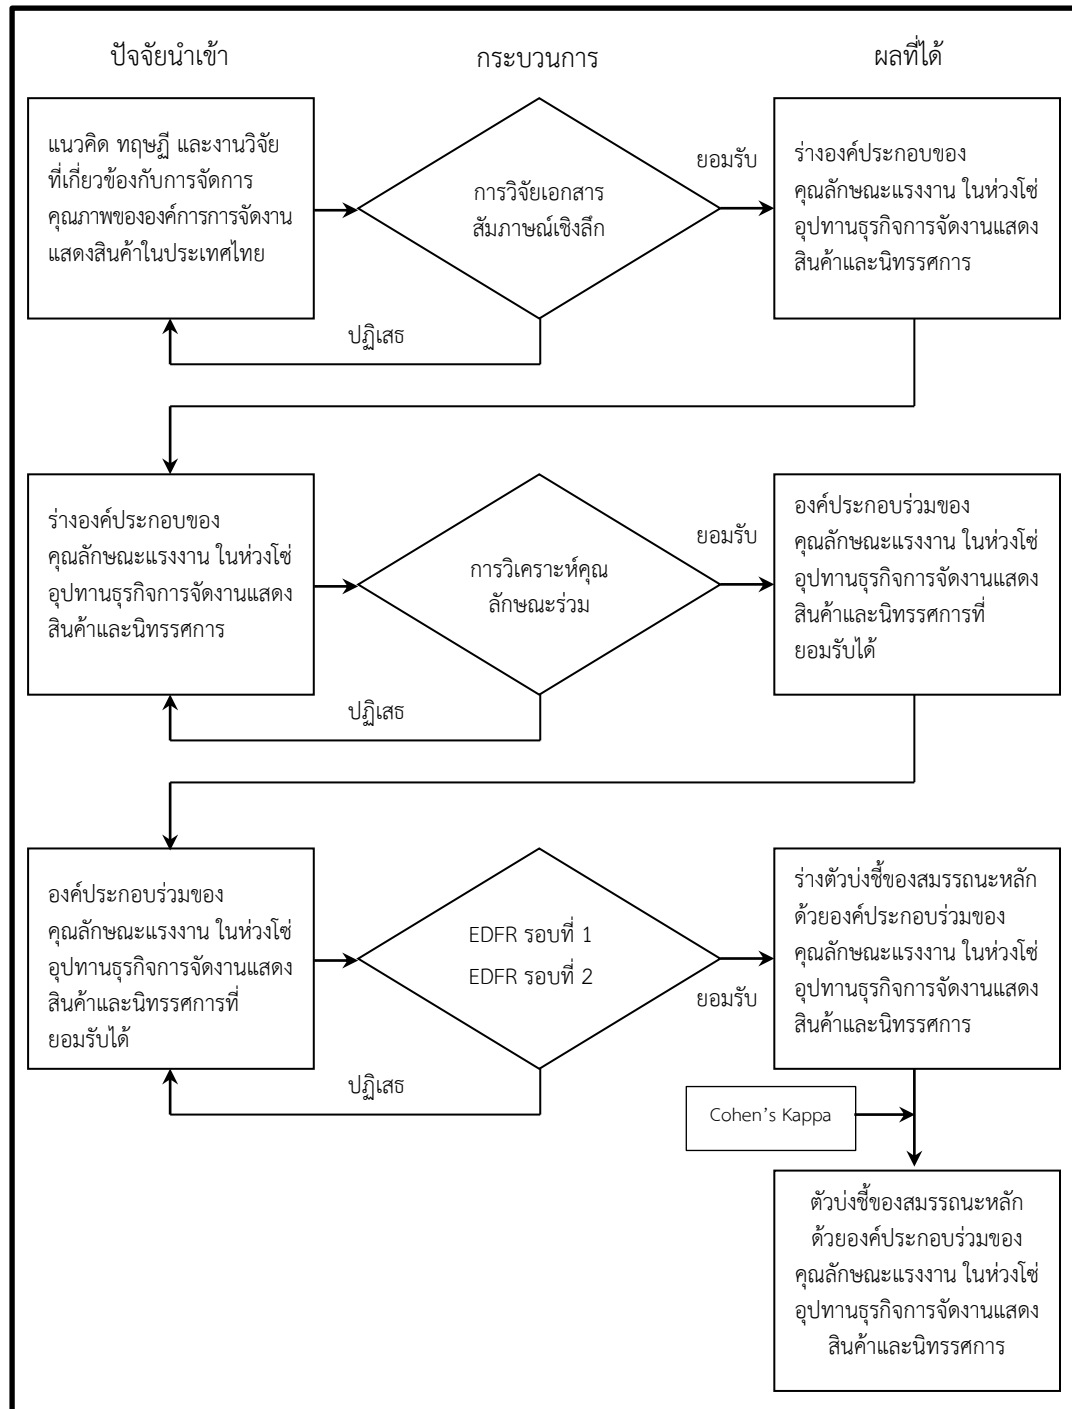 ปัจจัยนำเข้า
กระบวนการ
ผลที่ได้
แนวคิด ทฤษฏี และงานวิจัย
ที่เกี่ยวข้องกับการจัดการ
คุณภาพขององค์การการจัดงาน
แสดงสินค้าในประเทศไทย
การวิจัยเอกสาร
สัมภาษณ์เชิงลึก
ยอมรับ
ร่างองค์ประกอบของ
คุณลักษณะแรงงาน ในห่วงโซ่
อุปทานธุรกิจการจัดงานแสดง
สินค้าและนิทรรศการ
ปฏิเสธ
ร่างองค์ประกอบของ
คุณลักษณะแรงงาน ในห่วงโซ่
อุปทานธุรกิจการจัดงานแสดง
สินค้าและนิทรรศการ
การวิเคราะห์คุณ
ลักษณะร่วม
ยอมรับ
องค์ประกอบร่วมของ
คุณลักษณะแรงงาน ในห่วงโซ่
อุปทานธุรกิจการจัดงานแสดง
สินค้าและนิทรรศการที่
ยอมรับได้
ปฏิเสธ
องค์ประกอบร่วมของ
คุณลักษณะแรงงาน ในห่วงโซ่
อุปทานธุรกิจการจัดงานแสดง
สินค้าและนิทรรศการที่
ยอมรับได้
EDFR รอบที่ 1
EDFR รอบที่ 2
ยอมรับ
ร่างตัวบ่งชี้ของสมรรถนะหลัก
ด้วยองค์ประกอบร่วมของ
คุณลักษณะแรงงาน ในห่วงโซ่
อุปทานธุรกิจการจัดงานแสดง
สินค้าและนิทรรศการ
ปฏิเสธ
Cohen's Kappa
ตัวบ่งชี้ของสมรรถนะหลัก
ด้วยองค์ประกอบร่วมของ
คุณลักษณะแรงงาน ในห่วงโซ่
อุปทานธุรกิจการจัดงานแสดง
สินค้าและนิทรรศการ